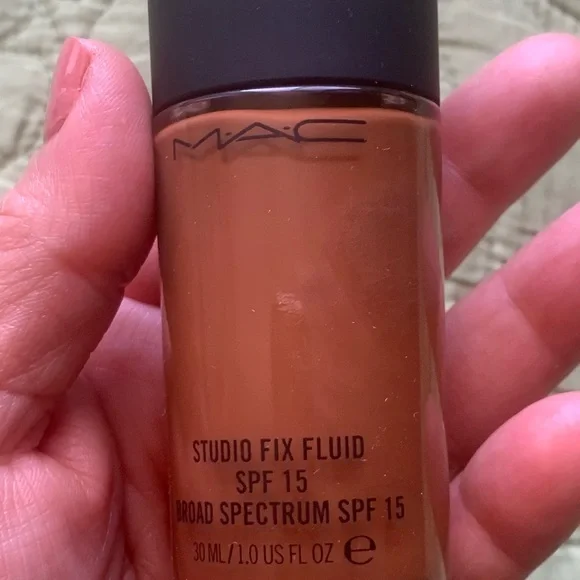 M·A·C
STUDIO FIX FLUID
SPF 15
BROAD SPECTRUM SPF 15
30 ML/1.0 US FL OZ ℮